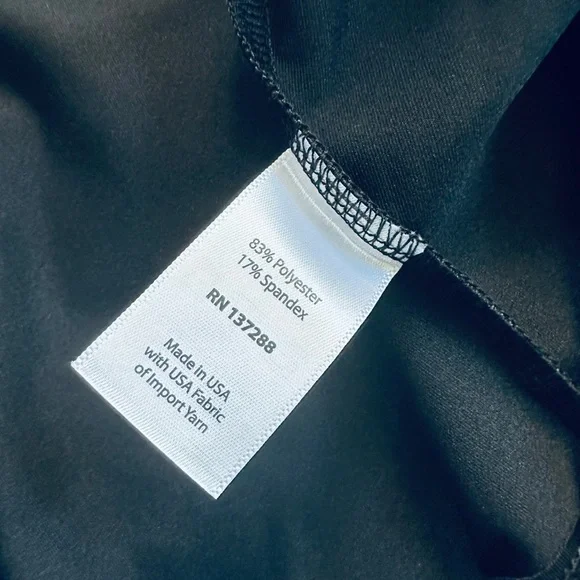 83% Polyester
17% Spandex
RN 137288
Made in USA
with USA Fabric
of Import Yarn